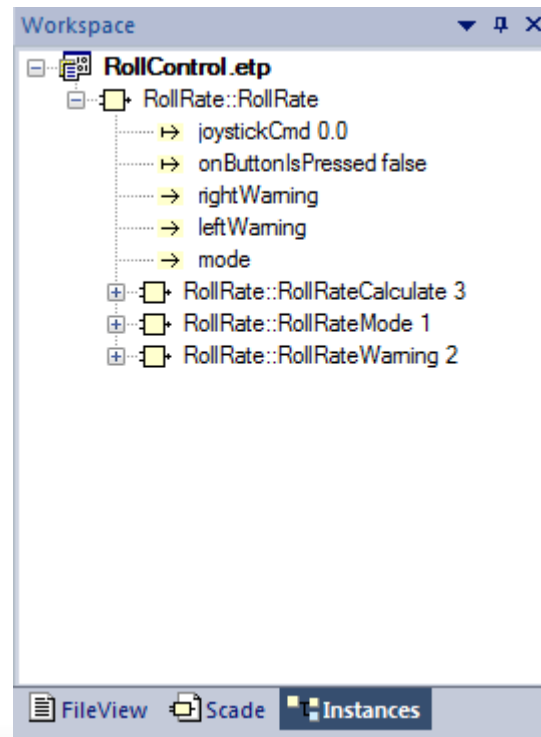 Workspace
RollControl.etp
RollRate::RollRate
joystickCmd 0.0
onButtonIsPressed false
rightWarning
leftWarning
mode
RollRate::RollRateCalculate 3
RollRate::RollRateMode 1
RollRate::RollRateWarning 2
FileView Scade Instances